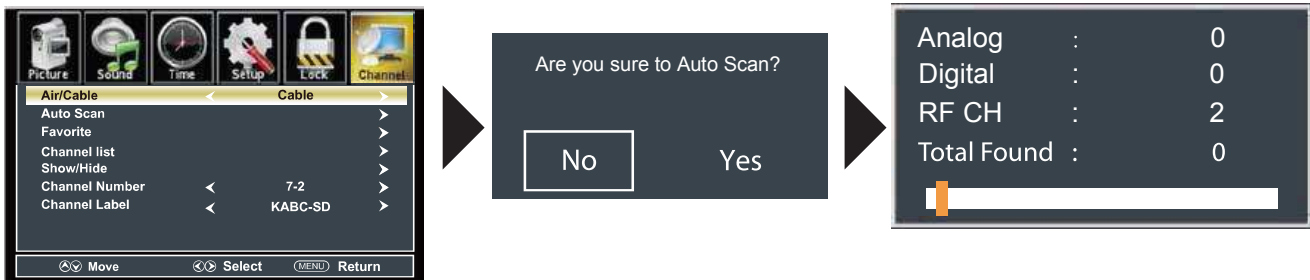 Picture Sound Time Setup Lock Channel
Air/Cable Cable
Auto Scan
Favorite
Channel list
Show/Hide
Channel Number 7-2
Channel Label KABC-SD
Move Select MENU Return
Are you sure to Auto Scan?
No Yes
Analog : 0
Digital : 0
RF CH : 2
Total Found : 0